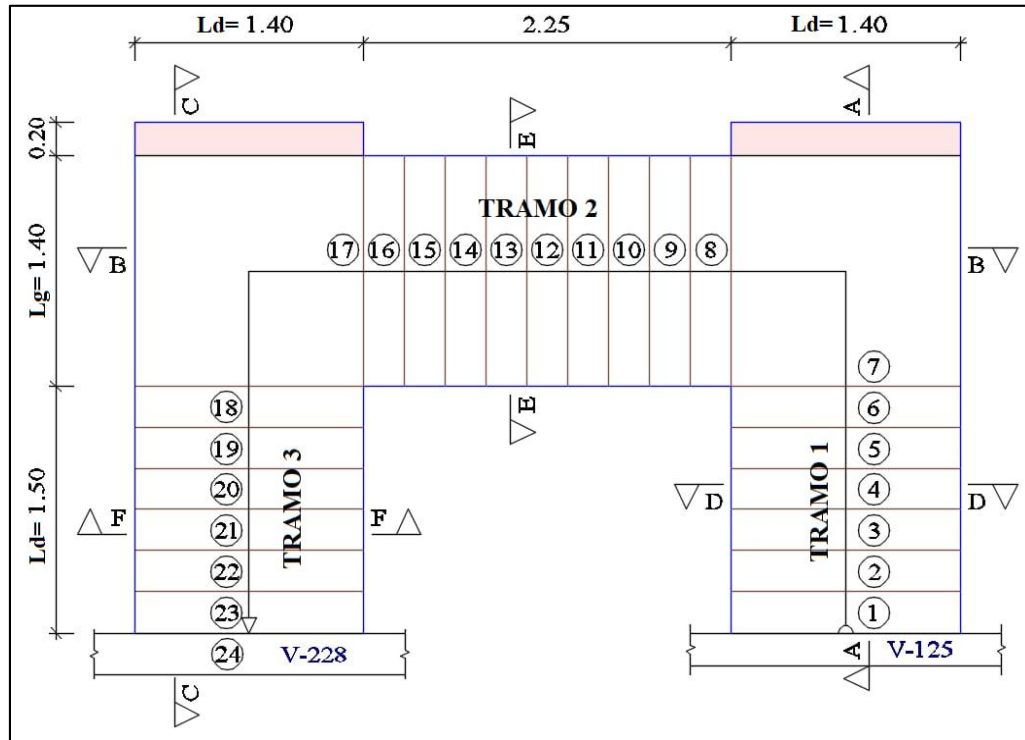 Ld= 1.40
2.25
Ld= 1.40
C
E
A
0.20
Lg= 1.40
Ld= 1.50
TRAMO 2
17 16 15 14 13 12 11 10 9 8
B
B
7
E
18
6
19
5
20
4
21
3
22
2
23
1
24
TRAMO 3
TRAMO 1
D
D
F
F
V-228
V-125
C
A